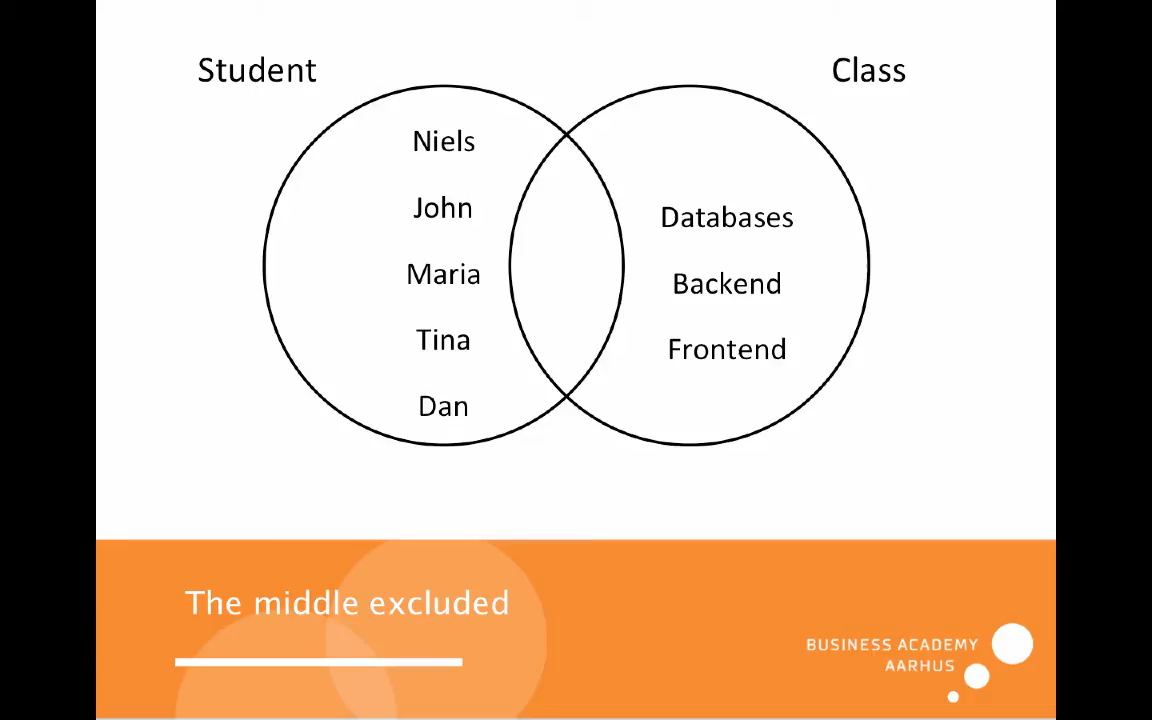 Student
Class
Niels
John
Maria
Tina
Dan
Databases
Backend
Frontend
The middle excluded
BUSINESS ACADEMY
AARHUS